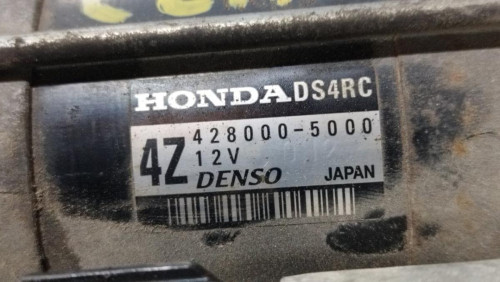 HONDA DS4RC
4Z 428000-5000
12V
DENSO JAPAN